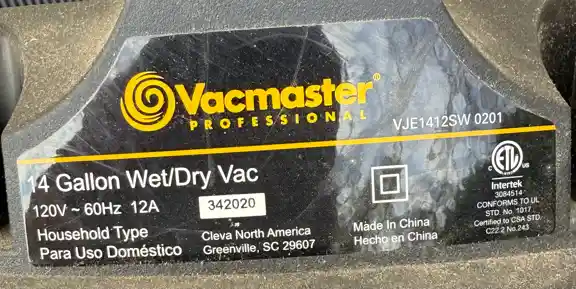 Vacmaster®
PROFESSIONAL
VJE1412SW 0201
14 Gallon Wet/Dry Vac
120V ~ 60Hz 12A
342020
Household Type
Para Uso Doméstico
Cleva North America
Greenville, SC 29607
Made In China
Hecho en China
C ETL US
Intertek
3084514
CONFORMS TO UL
STD. No. 1017
Certified to CSA STD.
C22.2 No.243